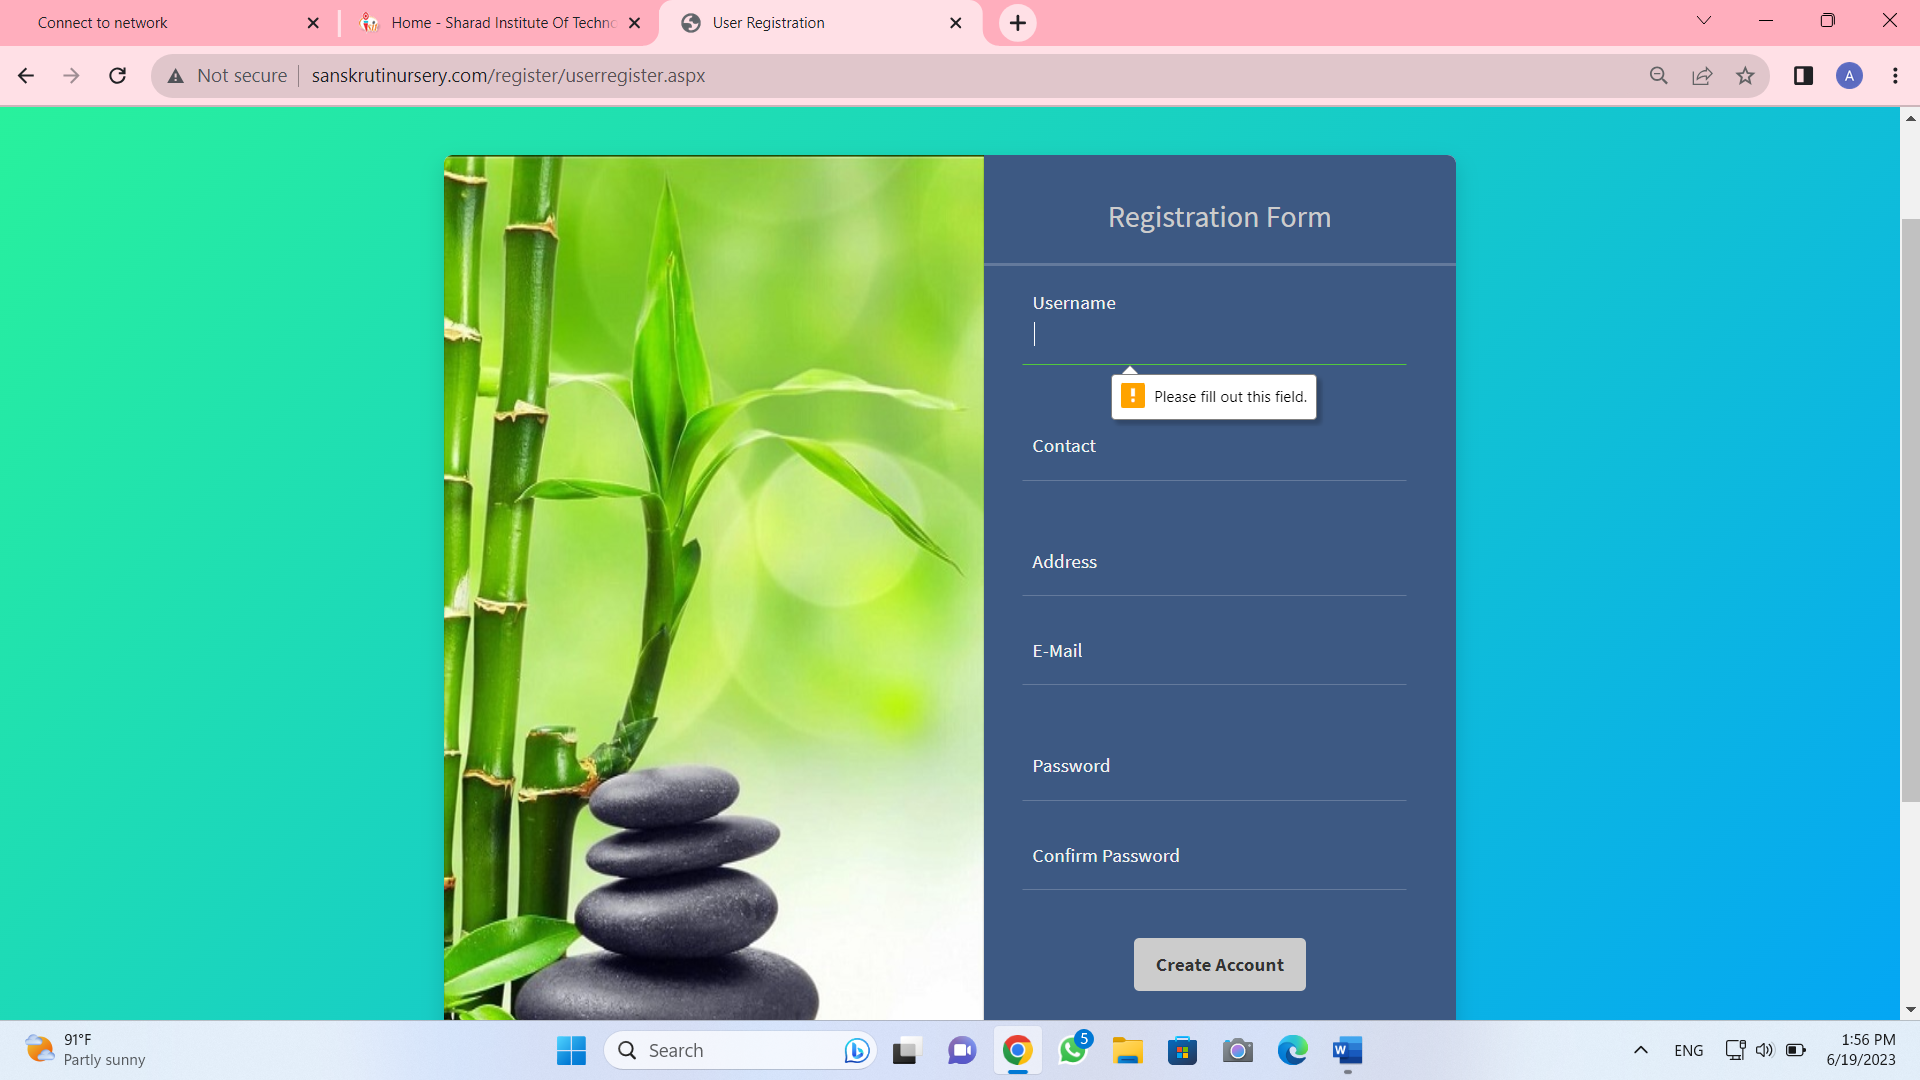 Connect to network
Home - Sharad Institute Of Techno
User Registration
Not secure
sanskrutinursery.com/register/userregister.aspx
A
Registration Form
Username
Please fill out this field.
Contact
Address
E-Mail
Password
Confirm Password
Create Account
91°F
Partly sunny
Search
5
W
ENG
1:56 PM
6/19/2023